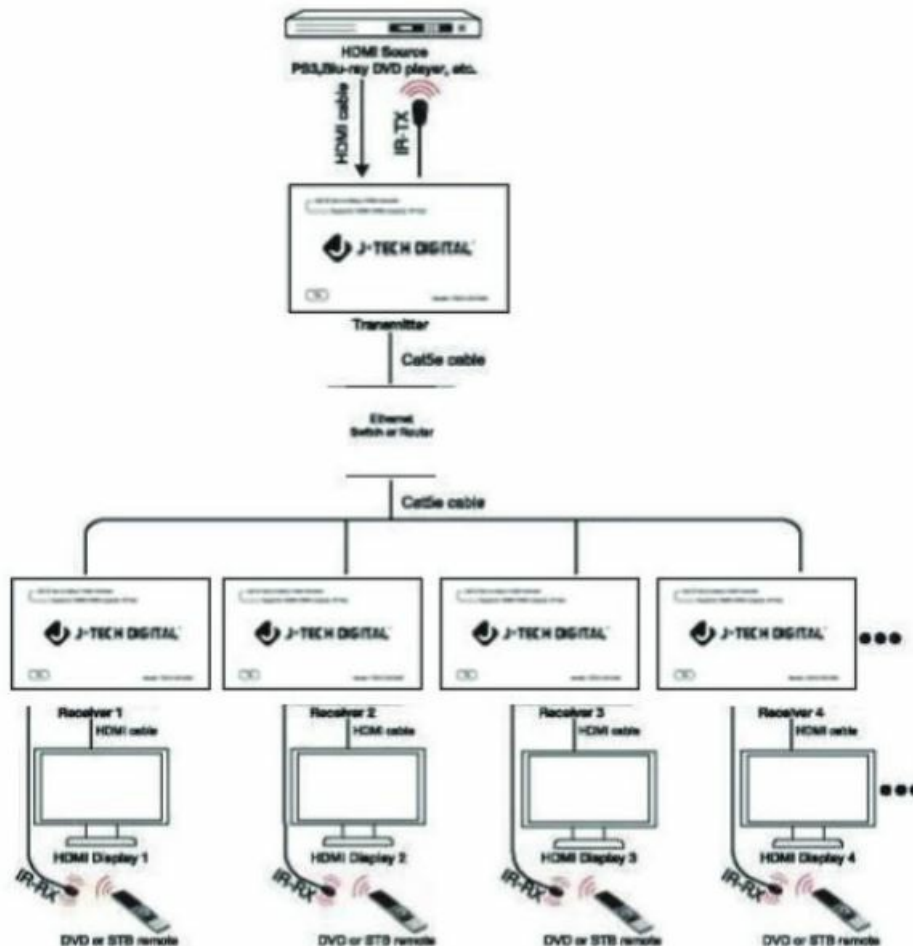 HDMI Source
PS3,Blu-ray DVD player, etc.
HDMI cable
IR-TX
J-TECH DIGITAL
Transmitter
Cat5e cable
Ethernet
Switch or Router
Cat5e cable
J-TECH DIGITAL
J-TECH DIGITAL
J-TECH DIGITAL
J-TECH DIGITAL
Receiver 1
Receiver 2
Receiver 3
Receiver 4
HDMI cable
HDMI cable
HDMI cable
HDMI cable
HDMI Display 1
HDMI Display 2
HDMI Display 3
HDMI Display 4
IR-RX
IR-RX
IR-RX
IR-RX
DVD or STB remote
DVD or STB remote
DVD or STB remote
DVD or STB remote